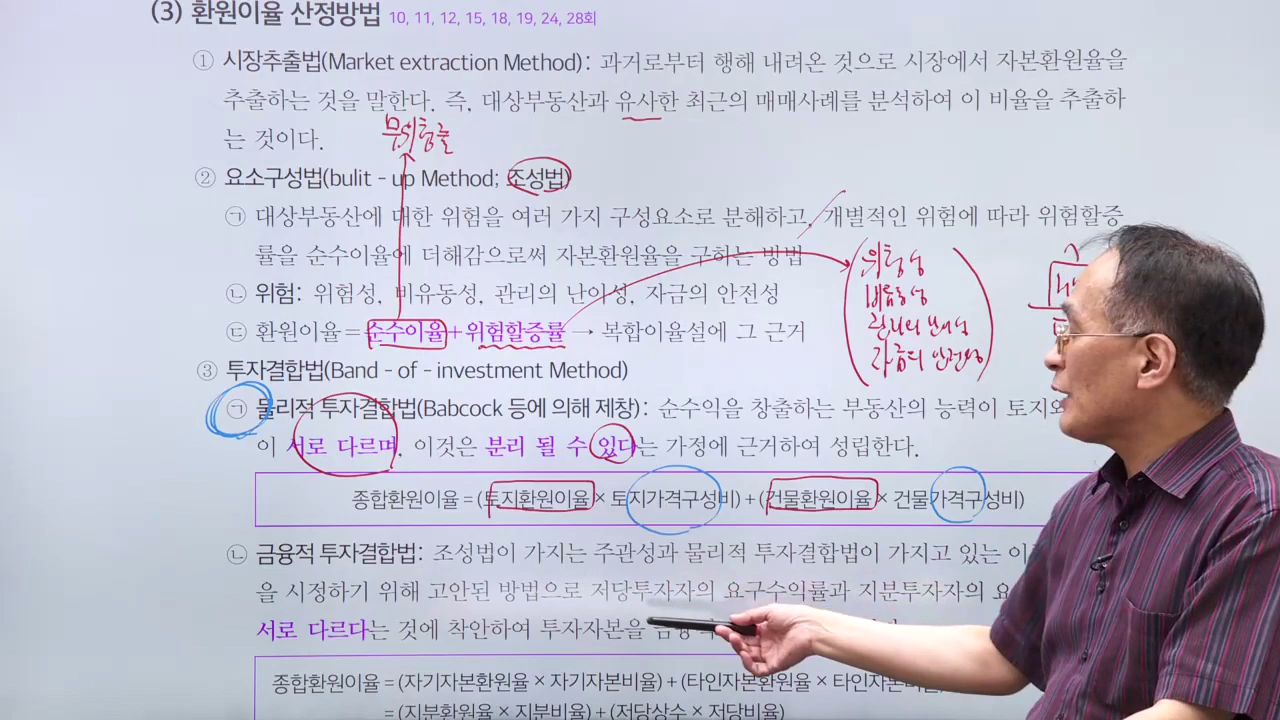 (3) 환원이율 산정방법 10, 11, 12, 15, 18, 19, 24, 28회
① 시장추출법(Market extraction Method): 과거로부터 행해 내려온 것으로 시장에서 자본환원율을
추출하는 것을 말한다. 즉, 대상부동산과 유사한 최근의 매매사례를 분석하여 이 비율을 추출하
는 것이다.
무위험률
② 요소구성법(bulit - up Method; 조성법)
㉠ 대상부동산에 대한 위험을 여러 가지 구성요소로 분해하고, 개별적인 위험에 따라 위험할증
률을 순수이율에 더해감으로써 자본환원율을 구하는 방법
위험성
비유동성
관리의 난이성
자금의 안전성
㉡ 위험: 위험성, 비유동성, 관리의 난이성, 자금의 안전성
㉢ 환원이율 = 순수이율 + 위험할증률 → 복합이율설에 그 근거
③ 투자결합법(Band - of - investment Method)
㉠ 물리적 투자결합법(Babcock 등에 의해 제창): 순수익을 창출하는 부동산의 능력이 토지와
이 서로 다르며, 이것은 분리 될 수 있다는 가정에 근거하여 성립한다.
종합환원이율 = (토지환원이율 × 토지가격구성비) + (건물환원이율 × 건물가격구성비)
㉡ 금융적 투자결합법: 조성법이 가지는 주관성과 물리적 투자결합법이 가지고 있는
을 시정하기 위해 고안된 방법으로 저당투자자의 요구수익률과 지분투자자의
서로 다르다는 것에 착안하여 투자자본을
종합환원이율 = (자기자본환원율 × 자기자본비율) + (타인자본환원율 × 타인자본비율)
= (지분환원율 × 지분비율) + (저당상수 × 저당비율)